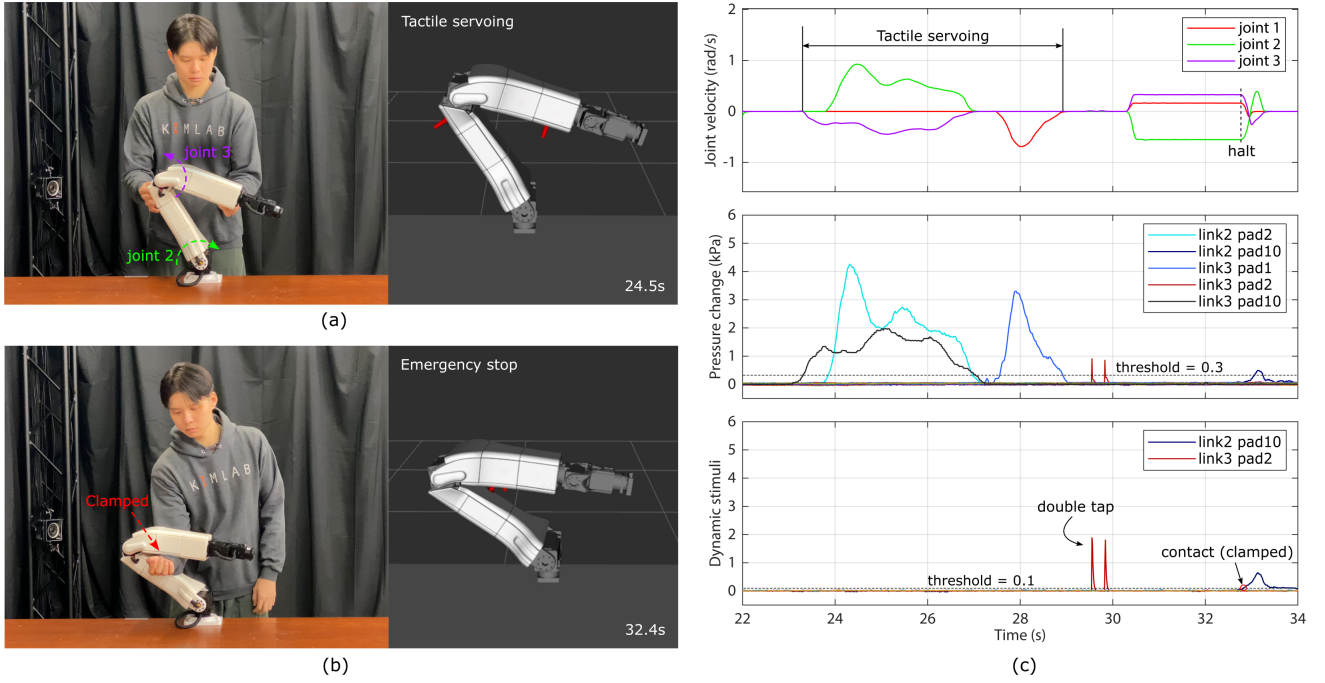 Tactile servoing
K I M L A B
joint 3
joint 2
24.5s
(a)
Emergency stop
K I M L A B
Clamped
32.4s
(b)
2
1
0
-1
Joint velocity (rad/s)
Tactile servoing
halt
joint 1
joint 2
joint 3
6
5
4
3
2
1
0
Pressure change (kPa)
threshold = 0.3
link2 pad2
link2 pad10
link3 pad1
link3 pad2
link3 pad10
6
5
4
3
2
1
0
Dynamic stimuli
link2 pad10
link3 pad2
double tap
contact (clamped)
threshold = 0.1
22
24
26
28
30
32
34
Time (s)
(c)